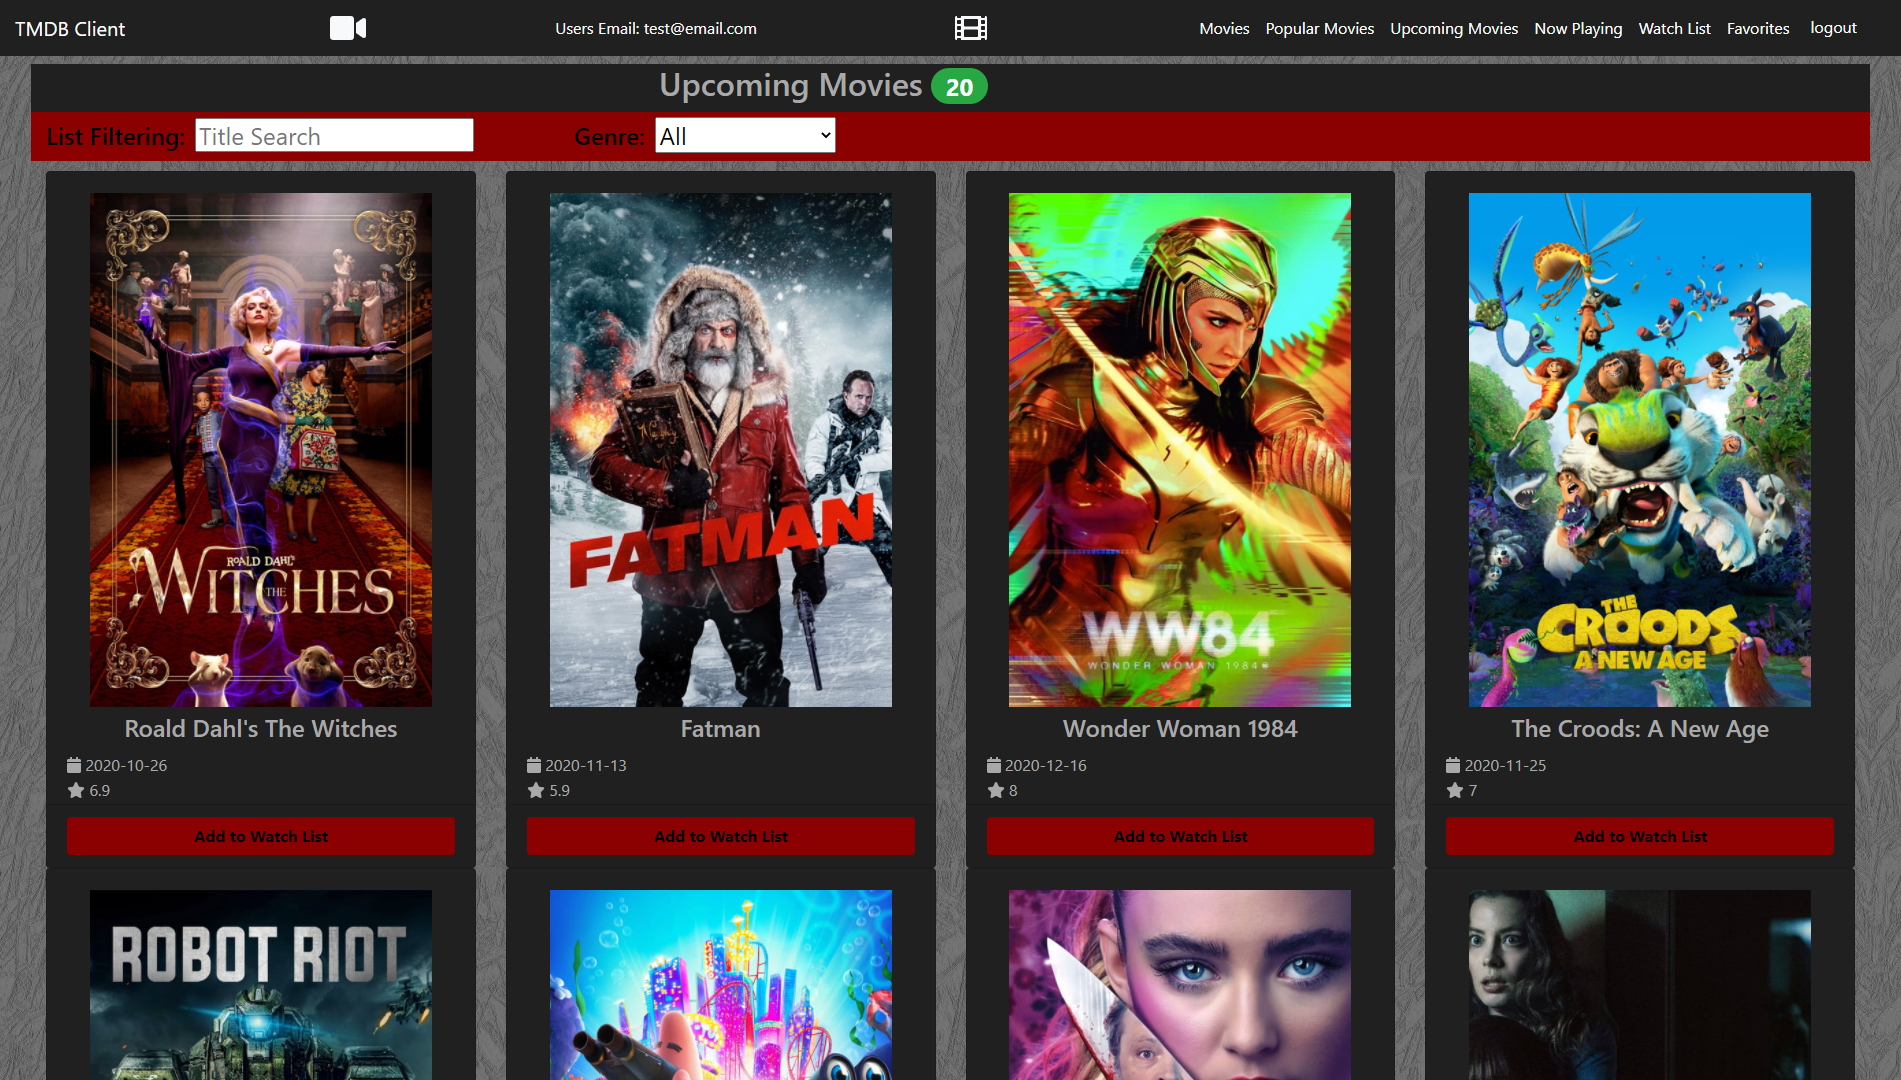 TMDB Client
Users Email: test@email.com
Movies Popular Movies Upcoming Movies Now Playing Watch List Favorites logout
Upcoming Movies 20
List Filtering: Title Search Genre: All
ROALD DAHL'S
THE WITCHES
Naughty
FATMAN
WW84
WONDER WOMAN 1984
THE
CROODS
A NEW AGE
Roald Dahl's The Witches
2020-10-26
6.9
Add to Watch List
Fatman
2020-11-13
5.9
Add to Watch List
Wonder Woman 1984
2020-12-16
8
Add to Watch List
The Croods: A New Age
2020-11-25
7
Add to Watch List
ROBOT RIOT